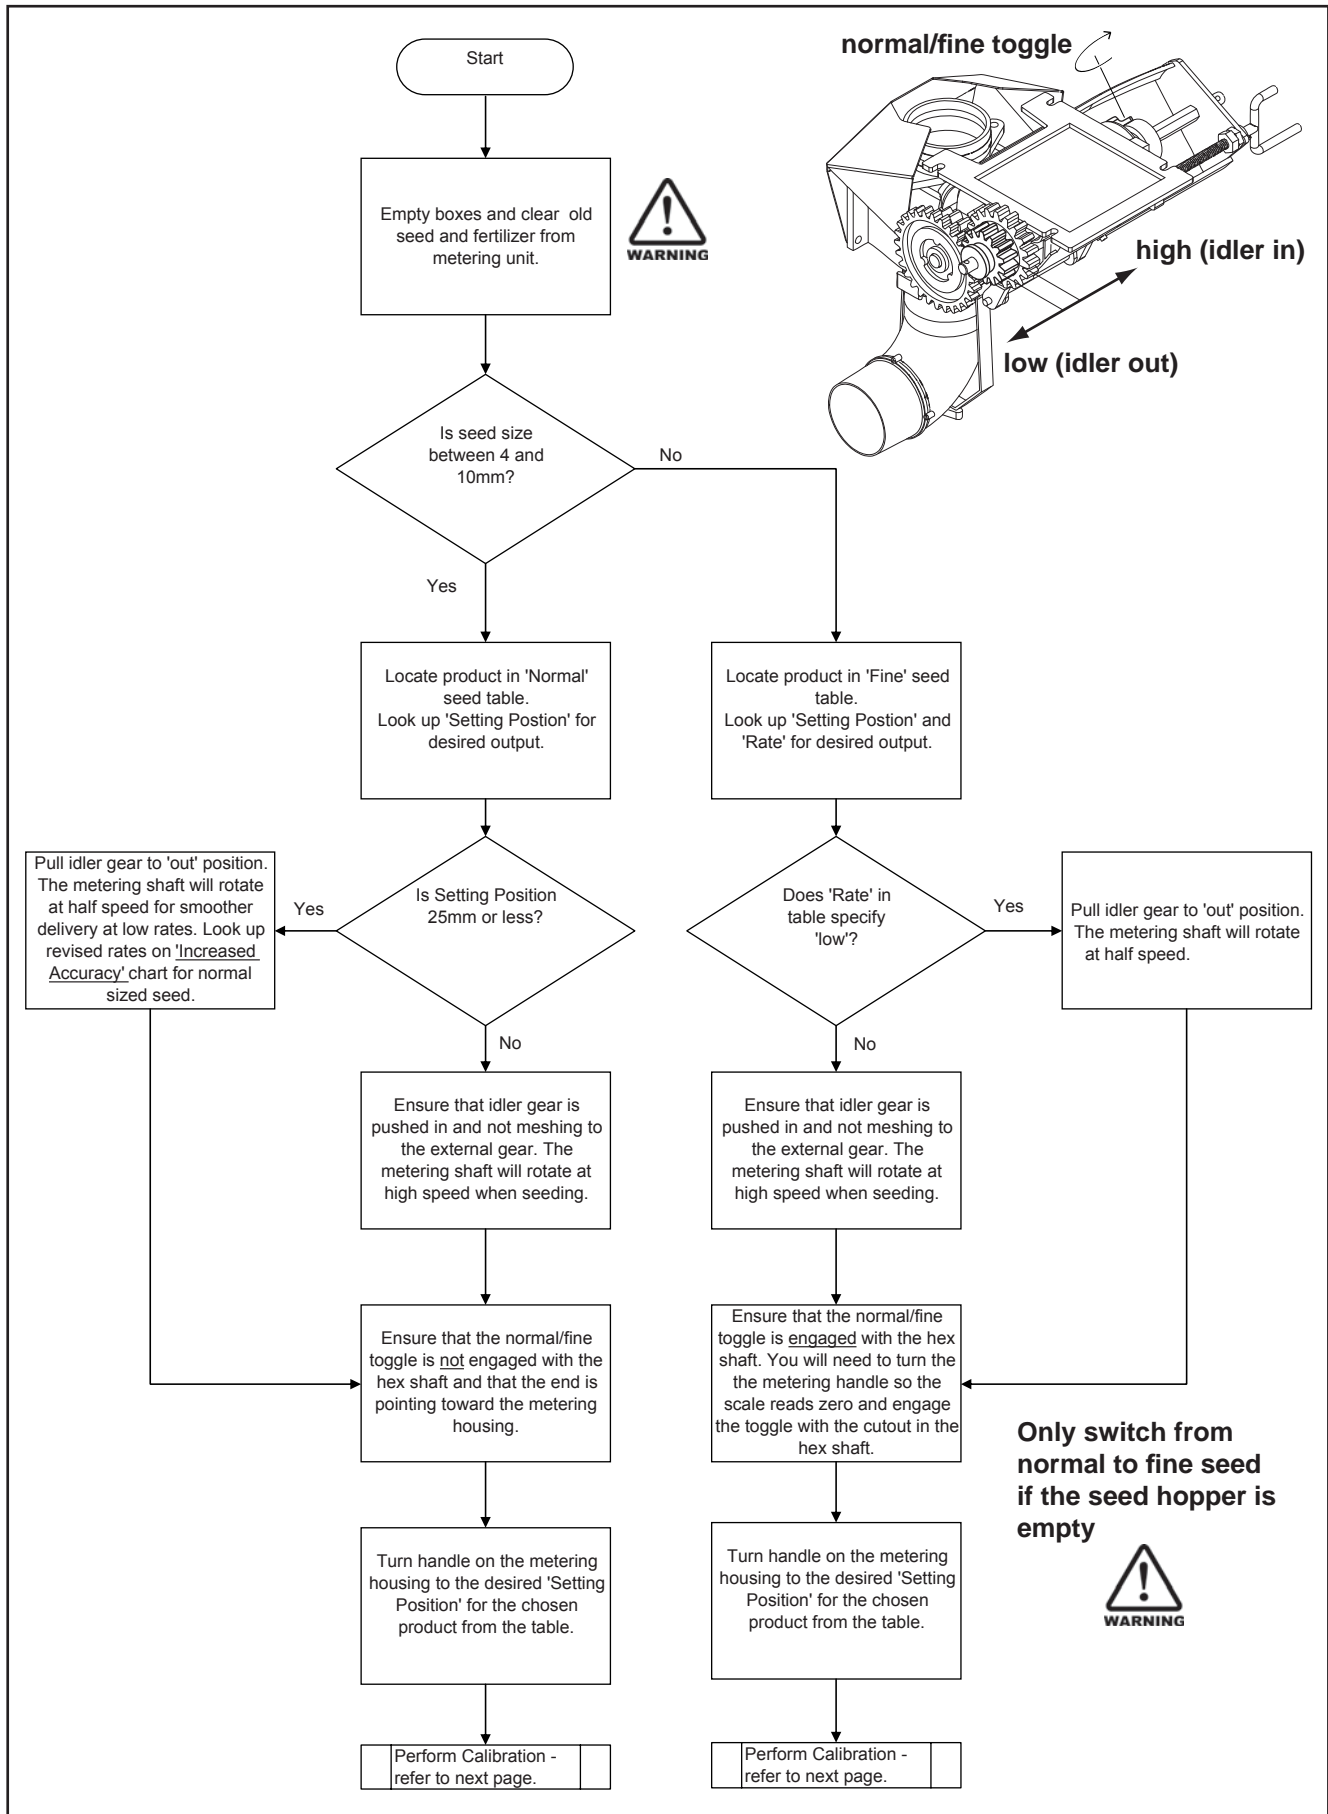 Start
normal/fine toggle
high (idler in)
low (idler out)
Empty boxes and clear old
seed and fertilizer from
metering unit.
WARNING
Is seed size
between 4 and
10mm?
No
Yes
Locate product in 'Normal'
seed table.
Look up 'Setting Postion' for
desired output.
Locate product in 'Fine' seed
table.
Look up 'Setting Postion' and
'Rate' for desired output.
Pull idler gear to 'out' position.
The metering shaft will rotate
at half speed for smoother
delivery at low rates. Look up
revised rates on 'Increased
Accuracy' chart for normal
sized seed.
Yes
Is Setting Position
25mm or less?
No
Does 'Rate' in
table specify
'low'?
Yes
No
Pull idler gear to 'out' position.
The metering shaft will rotate
at half speed.
Ensure that idler gear is
pushed in and not meshing to
the external gear. The
metering shaft will rotate at
high speed when seeding.
Ensure that idler gear is
pushed in and not meshing to
the external gear. The
metering shaft will rotate at
high speed when seeding.
Ensure that the normal/fine
toggle is not engaged with the
hex shaft and that the end is
pointing toward the metering
housing.
Ensure that the normal/fine
toggle is engaged with the hex
shaft. You will need to turn the
the metering handle so the
scale reads zero and engage
the toggle with the cutout in the
hex shaft.
Only switch from
normal to fine seed
if the seed hopper is
empty
WARNING
Turn handle on the metering
housing to the desired 'Setting
Position' for the chosen
product from the table.
Turn handle on the metering
housing to the desired 'Setting
Position' for the chosen
product from the table.
Perform Calibration -
refer to next page.
Perform Calibration -
refer to next page.